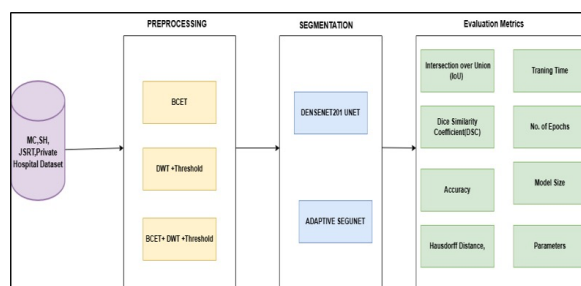 PREPROCESSING
SEGMENTATION
Evaluation Metrics
MC,SH,
JSRT,Private
Hospital Dataset
BCET
DWT +Threshold
BCET+ DWT +Threshold
DENSENET201 UNET
ADAPTIVE SEGUNET
Intersection over Union
(IoU)
Traning Time
Dice Similarity
Coefficient(DSC)
No. of Epochs
Accuracy
Model Size
Hausdorff Distance,
Parameters